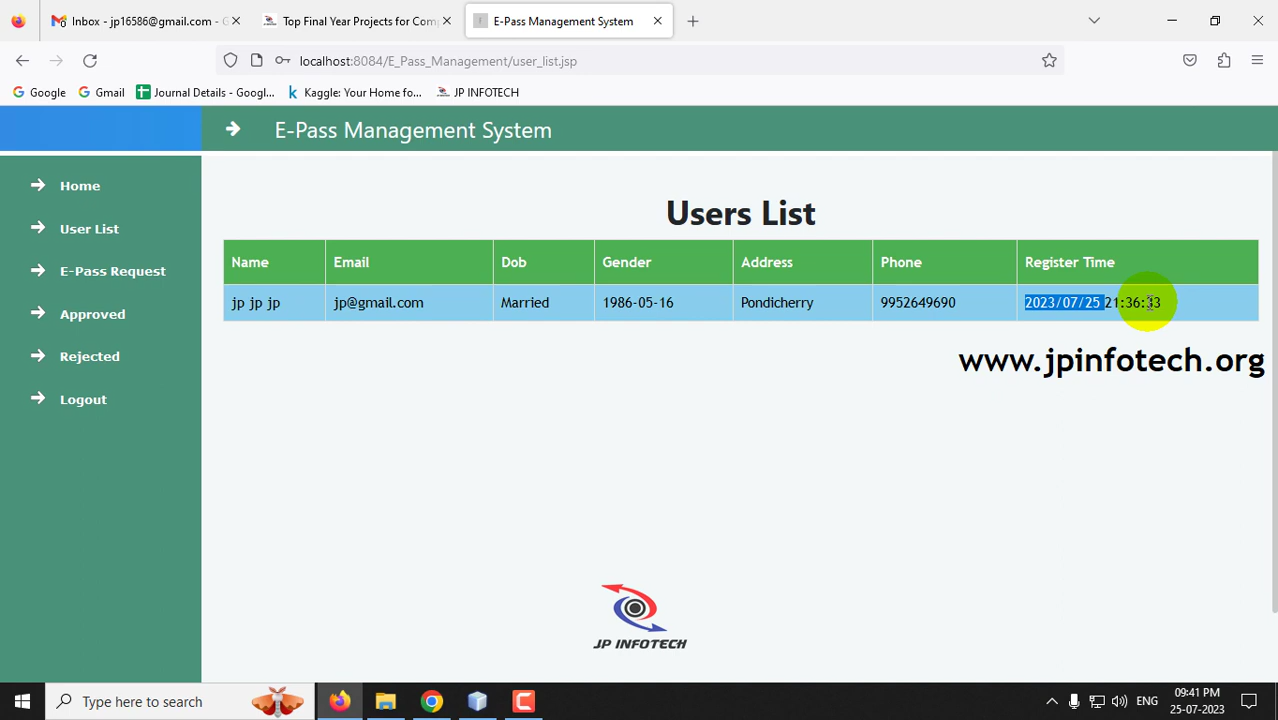 Inbox - jp16586@gmail.com - G
Top Final Year Projects for Com
E-Pass Management System
localhost:8084/E_Pass_Management/user_list.jsp
Google
Gmail
Journal Details - Googl...
Kaggle: Your Home fo...
JP INFOTECH
E-Pass Management System
Home
User List
E-Pass Request
Approved
Rejected
Logout
Users List
Name Email Dob Gender Address Phone Register Time
jp jp jp jp@gmail.com Married 1986-05-16 Pondicherry 9952649690 2023/07/25 21:36:33
www.jpinfotech.org
JP INFOTECH
Type here to search
ENG
09:41 PM
25-07-2023